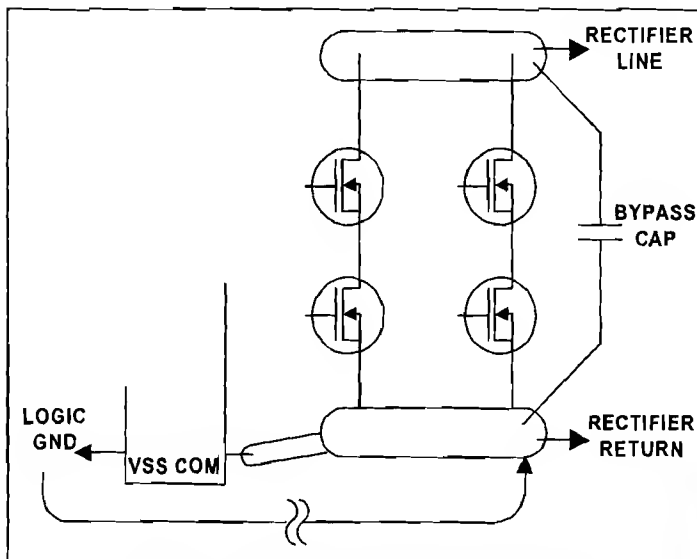 RECTIFIER
LINE
BYPASS
CAP
LOGIC
GND
VSS COM
RECTIFIER
RETURN